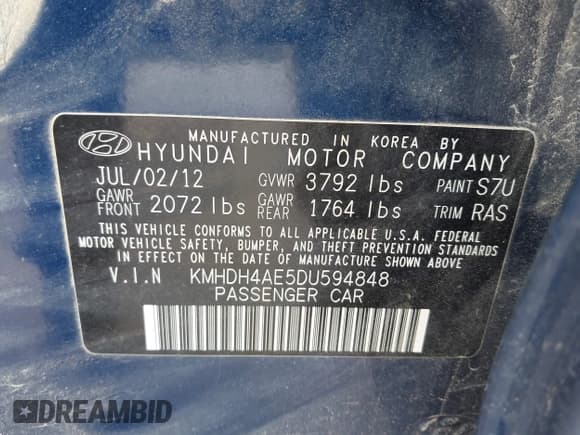 MANUFACTURED IN KOREA BY
HYUNDAI MOTOR COMPANY
JUL/02/12 GVWR 3792 lbs PAINT S7U
GAWR FRONT 2072 lbs GAWR REAR 1764 lbs TRIM RAS
THIS VEHICLE CONFORMS TO ALL APPLICABLE U.S.A. FEDERAL
MOTOR VEHICLE SAFETY, BUMPER, AND THEFT PREVENTION STANDARDS
IN EFFECT ON THE DATE OF MANUFACTURE SHOWN ABOVE.
V.I.N KMHDH4AE5DU594848
PASSENGER CAR
DREAMBID